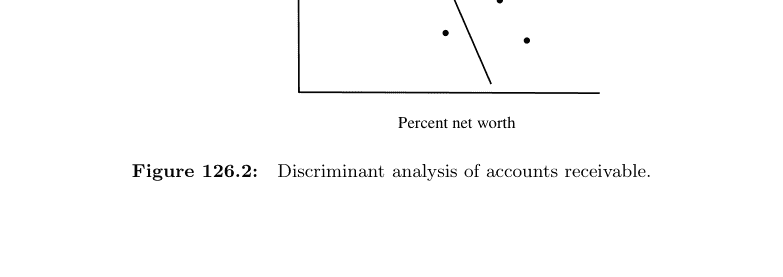 Percent net worth
Figure 126.2: Discriminant analysis of accounts receivable.